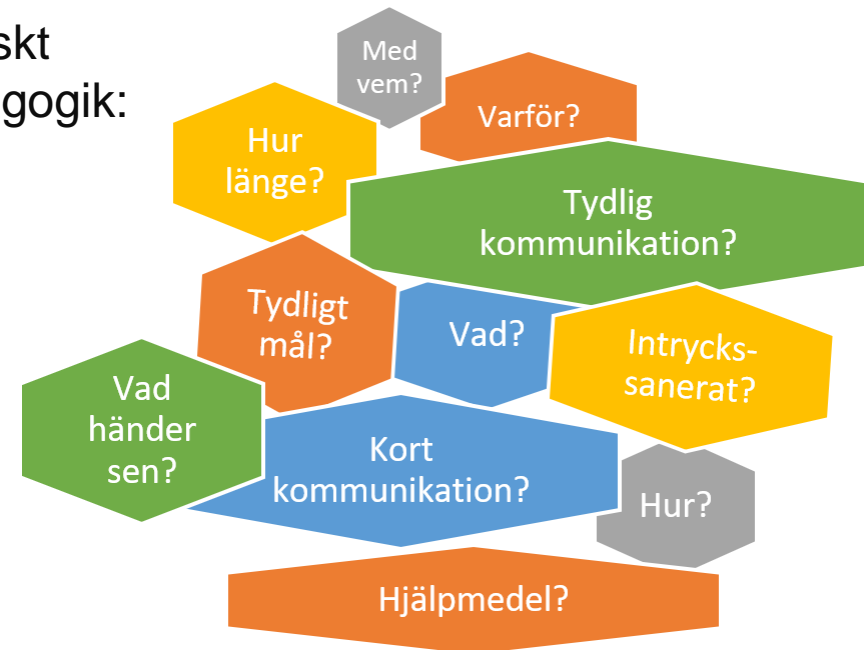 skt
gogik:
Med
vem?
Varför?
Hur
länge?
Tydlig
kommunikation?
Tydligt
mål?
Vad?
Intrycks-
sanerat?
Vad
händer
sen?
Kort
kommunikation?
Hur?
Hjälpmedel?